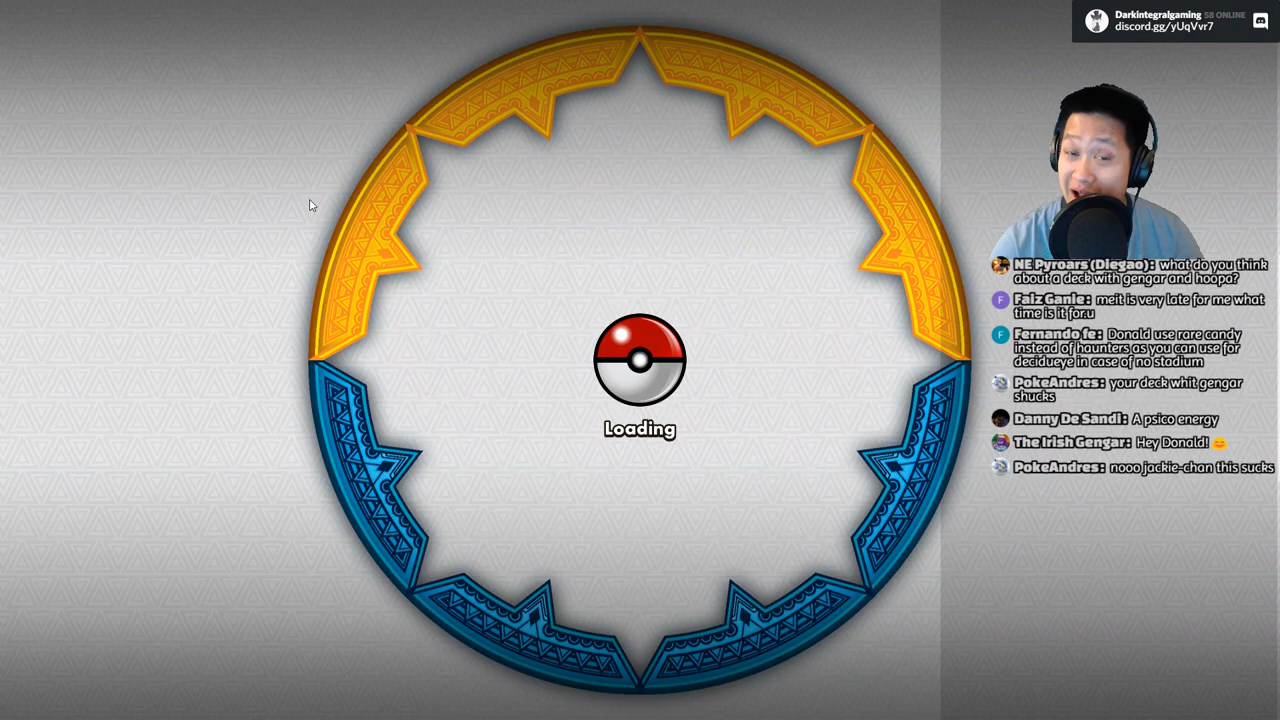 Darkintegralgaming 58 ONLINE
discord.gg/yUqVvr7
NE Pyroars (Diegao): what do you think
about a deck with gengar and hoopa?
F Faiz Ganie: meit is very late for me what
time is it for.u
F Fernando fe: Donald use rare candy
instead of haunters as you can use for
decidueye in case of no stadium
PokeAndres: your deck whit gengar
shucks
Danny De Sandi: A psico energy
The Irish Gengar: Hey Donald! 😊
PokeAndres: nooo jackie-chan this sucks
Loading